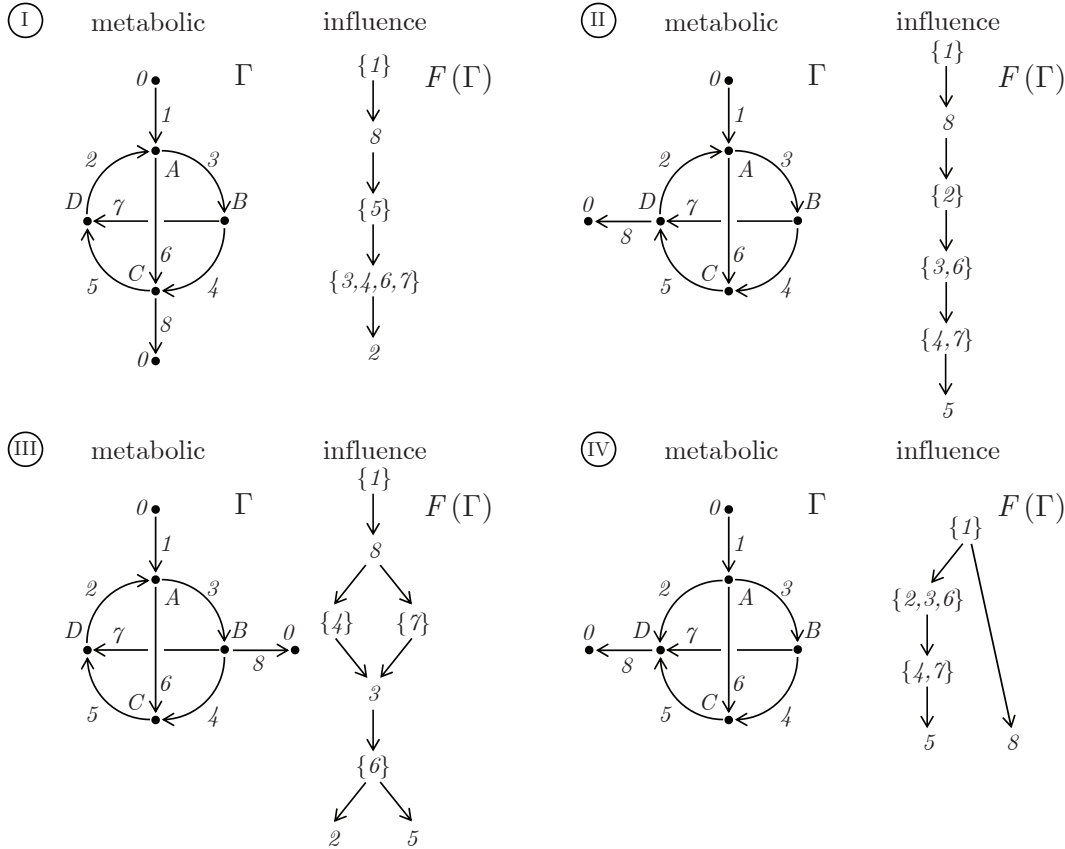 I metabolic influence
Γ F(Γ)
0
1
2 3
A
D 7 B
6
C
5 4
8
0
{1}
8
{5}
{3,4,6,7}
2
II metabolic influence
Γ F(Γ)
0
1
2 3
A
0 D 7 B
8
6
C
5 4
{1}
8
{2}
{3,6}
{4,7}
5
III metabolic influence
Γ F(Γ)
0
1
2 3
A
D 7 B 0
8
6
C
5 4
{1}
8
{4} {7}
3
{6}
2 5
IV metabolic influence
Γ F(Γ)
0
1
2 3
A
0 D 7 B
8
6
C
5 4
{1}
{2,3,6}
{4,7}
5 8